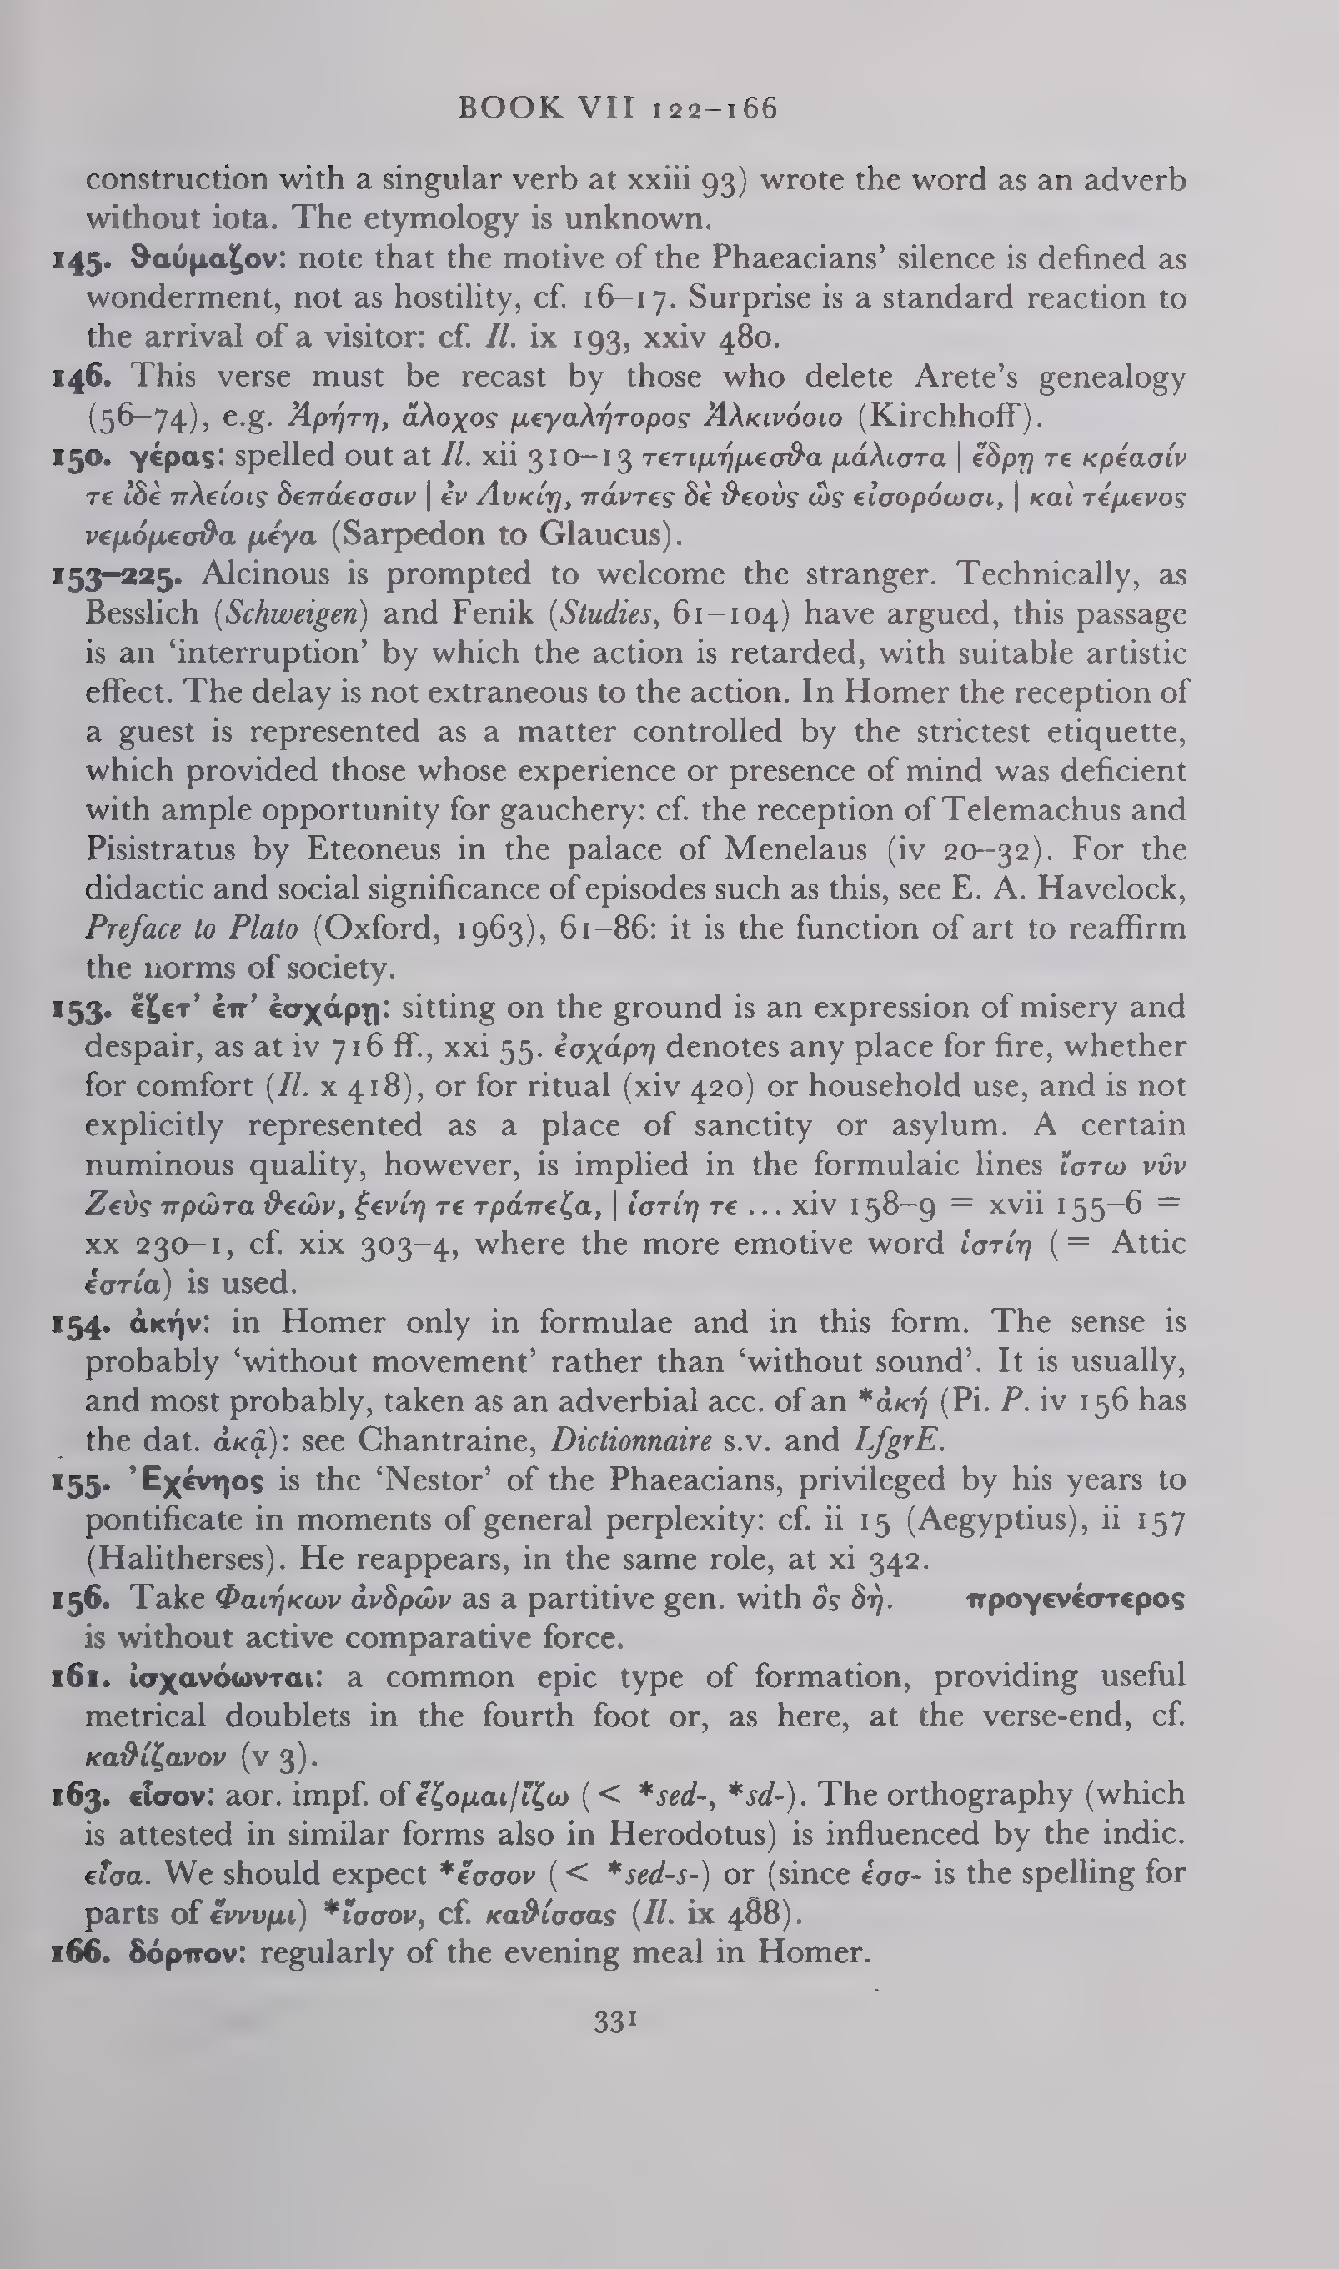 BOOK VII 122–166
construction with a singular verb at xxiii 93) wrote the word as an adverb
without iota. The etymology is unknown.
145. ϑαύμαζον: note that the motive of the Phaeacians’ silence is defined as
wonderment, not as hostility, cf. 16–17. Surprise is a standard reaction to
the arrival of a visitor: cf. Il. ix 193, xxiv 480.
146. This verse must be recast by those who delete Arete’s genealogy
(56–74), e.g. Ἀρήτη, ἄλοχος μεγαλήτορος Ἀλκινόοιο (Kirchhoff).
150. γέρας: spelled out at Il. xii 310–13 τετιμήμεσϑα μάλιστα | ἕδρῃ τε κρέασίν
τε ἰδὲ πλείοις δεπάεσσιν | ἐν Λυκίῃ, πάντες δὲ ϑεοὺς ὣς εἰσορόωσι, | καὶ τέμενος
νεμόμεσϑα μέγα (Sarpedon to Glaucus).
153–225. Alcinous is prompted to welcome the stranger. Technically, as
Besslich (Schweigen) and Fenik (Studies, 61–104) have argued, this passage
is an ‘interruption’ by which the action is retarded, with suitable artistic
effect. The delay is not extraneous to the action. In Homer the reception of
a guest is represented as a matter controlled by the strictest etiquette,
which provided those whose experience or presence of mind was deficient
with ample opportunity for gauchery: cf. the reception of Telemachus and
Pisistratus by Eteoneus in the palace of Menelaus (iv 20–32). For the
didactic and social significance of episodes such as this, see E. A. Havelock,
Preface to Plato (Oxford, 1963), 61–86: it is the function of art to reaffirm
the norms of society.
153. ἕζετ’ ἐπ’ ἐσχάρῃ: sitting on the ground is an expression of misery and
despair, as at iv 716 ff., xxi 55. ἐσχάρη denotes any place for fire, whether
for comfort (Il. x 418), or for ritual (xiv 420) or household use, and is not
explicitly represented as a place of sanctity or asylum. A certain
numinous quality, however, is implied in the formulaic lines ἴστω νῦν
Ζεὺς πρῶτα ϑεῶν, ξενίη τε τράπεζα, | ἱστίη τε ... xiv 158–9 = xvii 155–6 =
xx 230–1, cf. xix 303–4, where the more emotive word ἱστίη (= Attic
ἑστία) is used.
154. ἀκήν: in Homer only in formulae and in this form. The sense is
probably ‘without movement’ rather than ‘without sound’. It is usually,
and most probably, taken as an adverbial acc. of an *ἀκή (Pi. P. iv 156 has
the dat. ἀκᾷ): see Chantraine, Dictionnaire s.v. and LfgrE.
155. Ἐχένηος is the ‘Nestor’ of the Phaeacians, privileged by his years to
pontificate in moments of general perplexity: cf. ii 15 (Aegyptius), ii 157
(Halitherses). He reappears, in the same role, at xi 342.
156. Take Φαιήκων ἀνδρῶν as a partitive gen. with ὃς δή. προγενέστερος
is without active comparative force.
161. ἰσχανόωνται: a common epic type of formation, providing useful
metrical doublets in the fourth foot or, as here, at the verse-end, cf.
καϑίζανον (v 3).
163. εἷσον: aor. impf. of ἕζομαι/ἵζω (< *sed-, *sd-). The orthography (which
is attested in similar forms also in Herodotus) is influenced by the indic.
εἷσα. We should expect *ἕσσον (< *sed-s-) or (since ἑσσ- is the spelling for
parts of ἕννυμι) *ἵσσον, cf. καϑίσσας (Il. ix 488).
166. δόρπον: regularly of the evening meal in Homer.
331